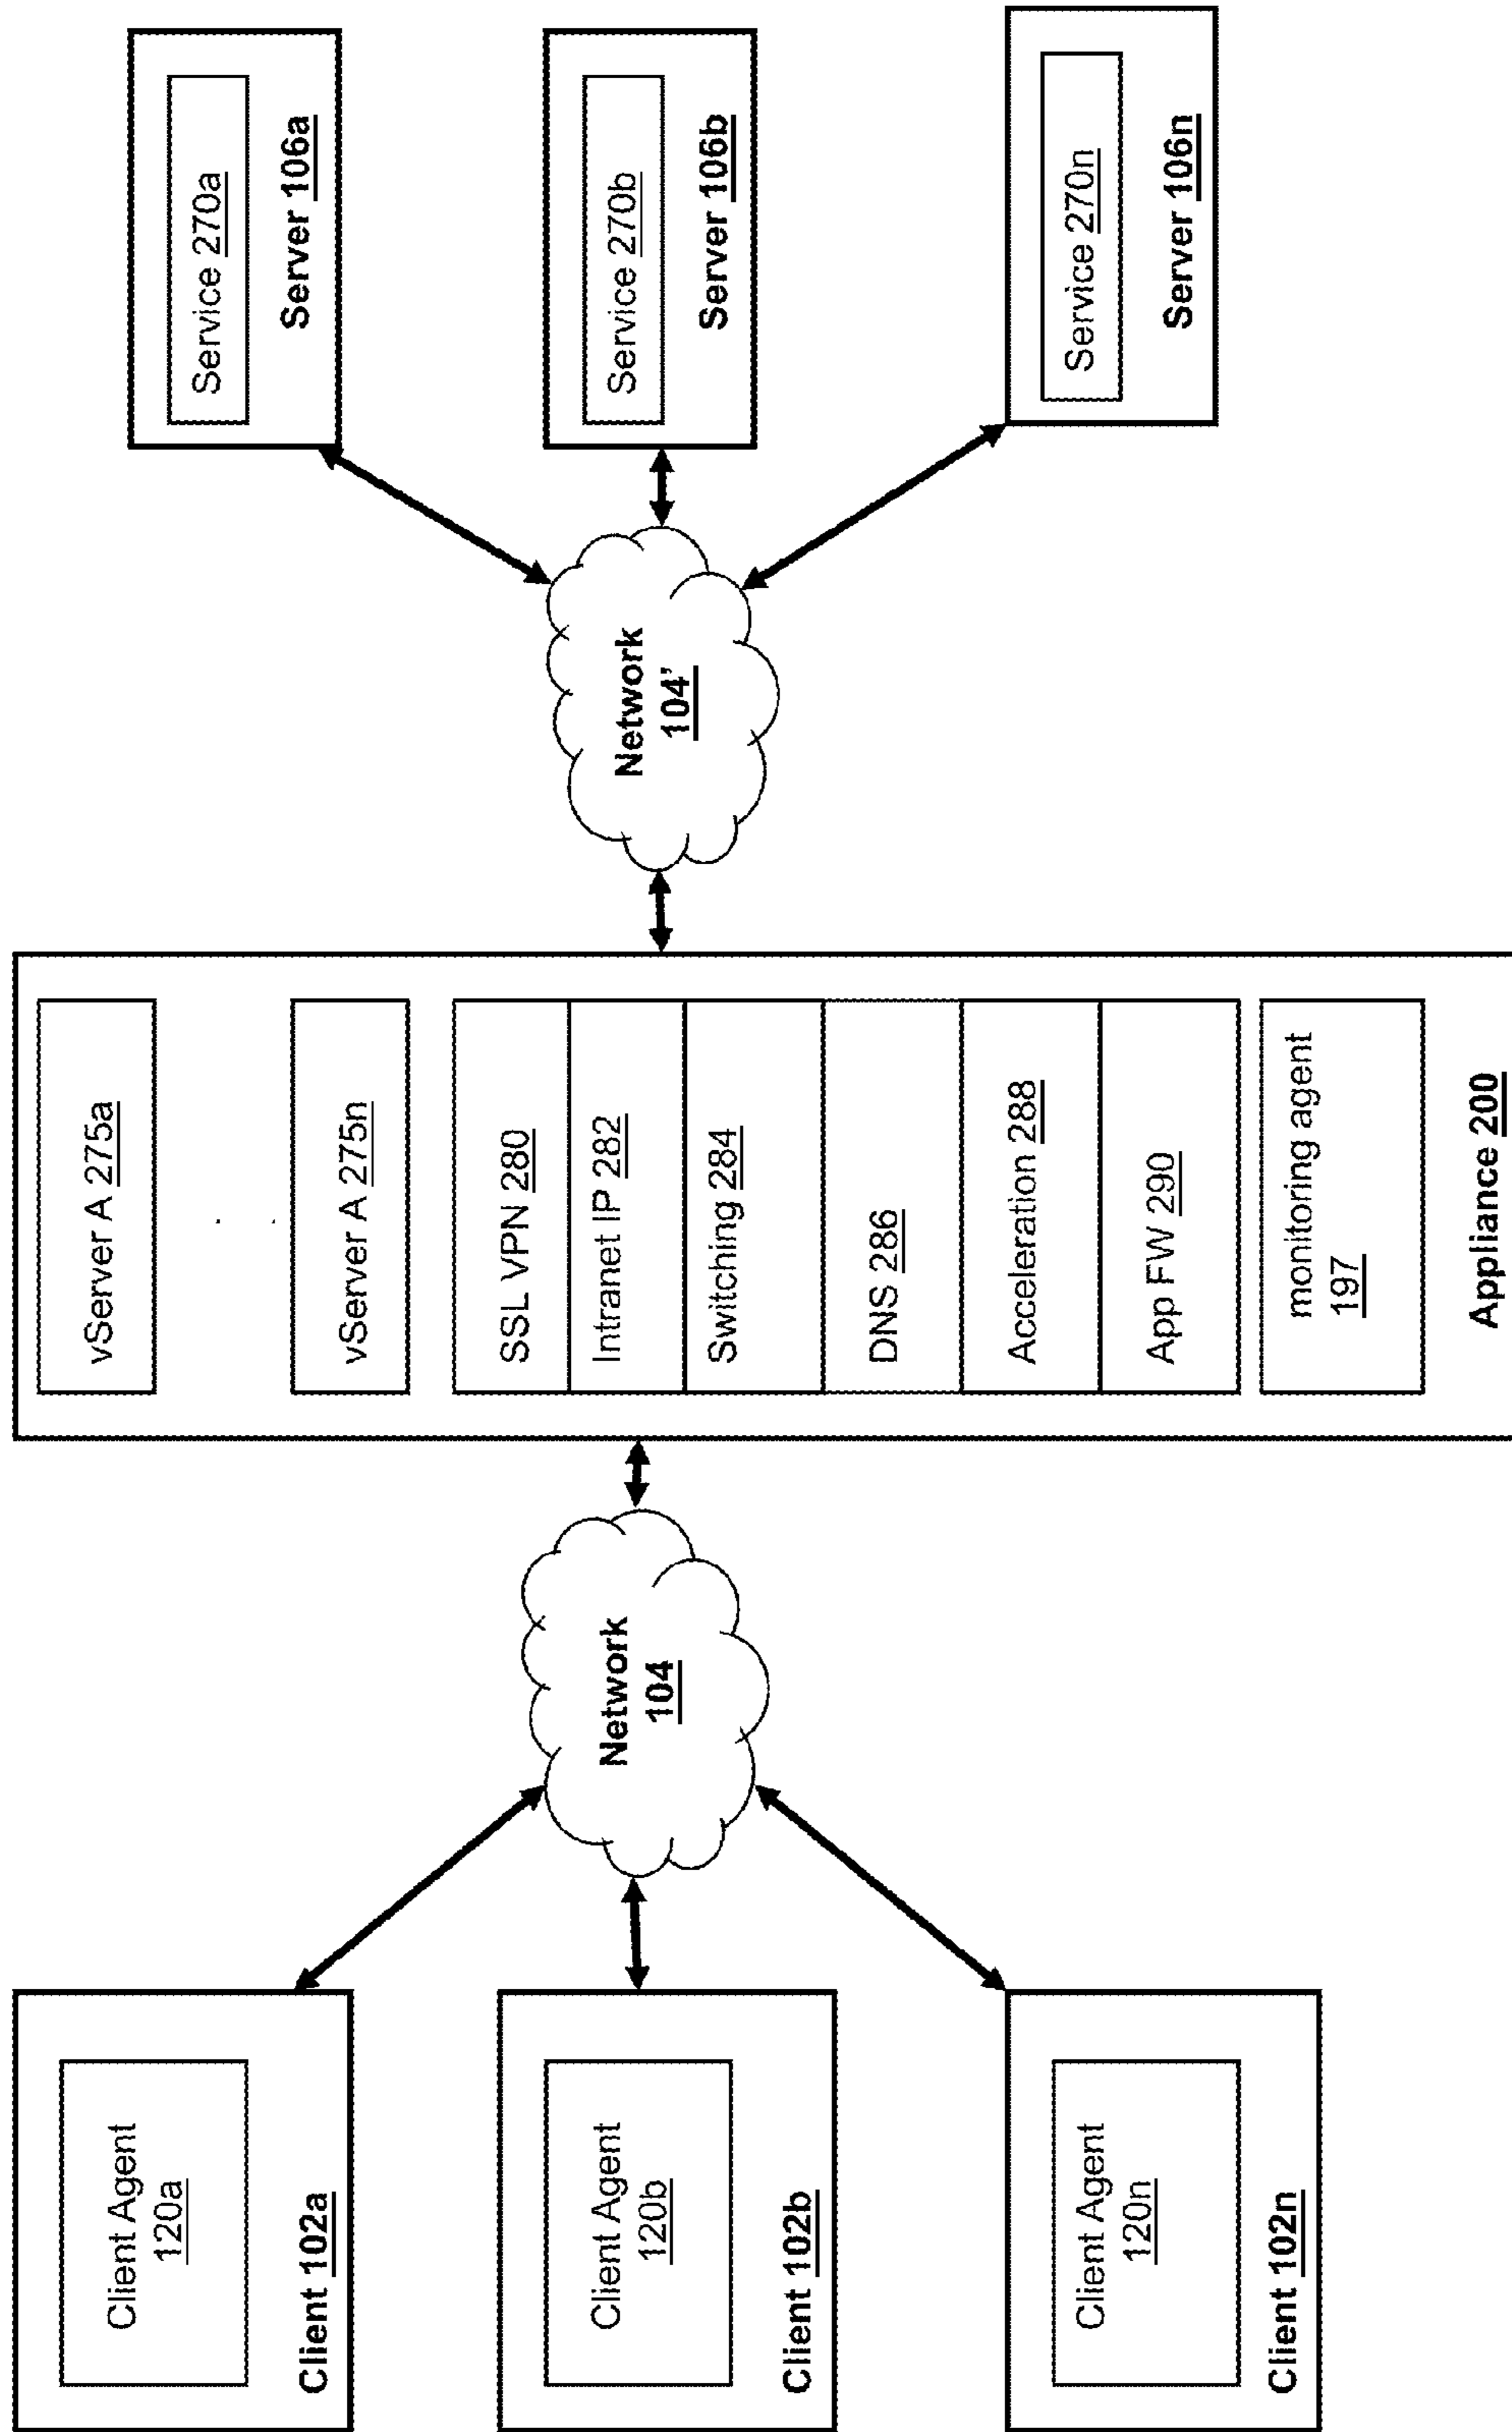 Client Agent
120a
Client 102a
Client Agent
120b
Client 102b
Client Agent
120n
Client 102n
Network
104
vServer A 275a
vServer A 275n
SSL VPN 280
Intranet IP 282
Switching 284
DNS 286
Acceleration 288
App FW 290
monitoring agent
197
Appliance 200
Network
104'
Service 270a
Server 106a
Service 270b
Server 106b
Service 270n
Server 106n